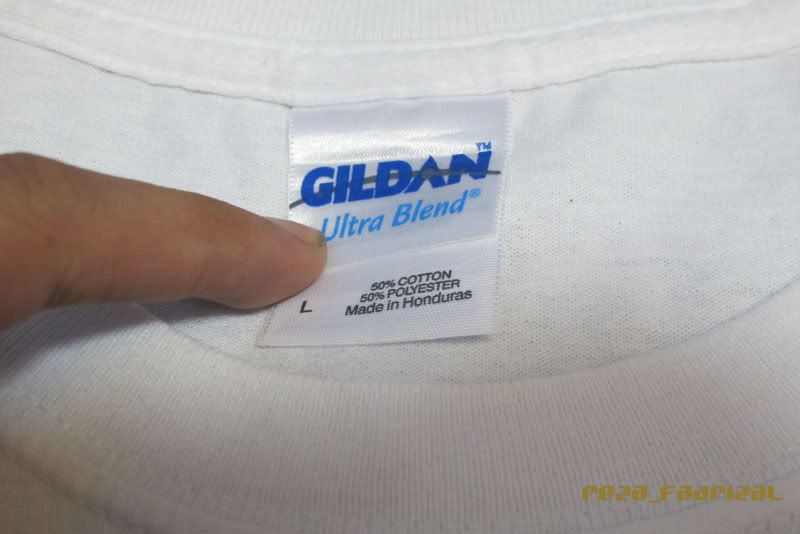 GILDAN™
Ultra Blend®
50% COTTON
50% POLYESTER
L Made in Honduras
reza_faarizal